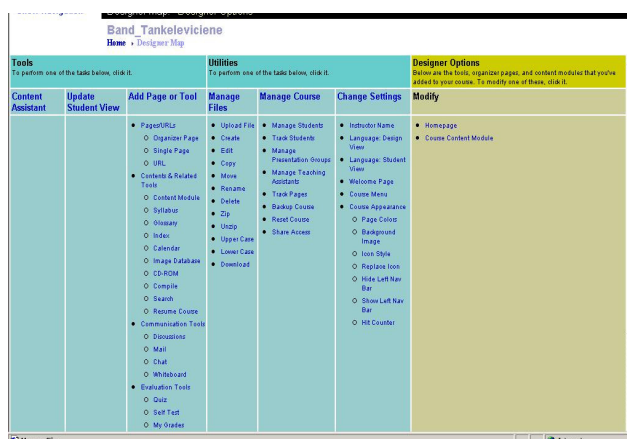 Band_Tankeleviciene
Home › Designer Map
Tools
To perform one of the tasks below, click it.
Utilities
To perform one of the tasks below, click it.
Designer Options
Below are the tools, organizer pages, and content modules that you've
added to your course. To modify one of these, click it.
Content
Assistant
Update
Student View
Add Page or Tool
Manage
Files
Manage Course
Change Settings
Modify
Pages/URLs
Organizer Page
Single Page
URL
Contents & Related
Tools
Content Module
Syllabus
Glossary
Index
Calendar
Image Database
CD-ROM
Compile
Search
Resume Course
Communication Tools
Discussions
Mail
Chat
Whiteboard
Evaluation Tools
Quiz
Self Test
My Grades
Upload File
Create
Edit
Copy
Move
Rename
Delete
Zip
Unzip
Upper Case
Lower Case
Download
Manage Students
Track Students
Manage
Presentation Groups
Manage Teaching
Assistants
Track Pages
Backup Course
Reset Course
Share Access
Instructor Name
Language: Design
View
Language: Student
View
Welcome Page
Course Menu
Course Appearance
Page Colors
Background
Image
Icon Style
Replace Icon
Hide Left Nav
Bar
Show Left Nav
Bar
Hit Counter
Homepage
Course Content Module